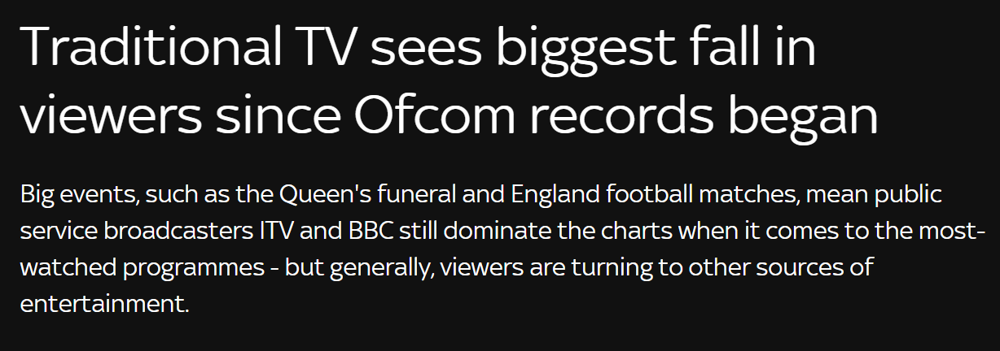 Traditional TV sees biggest fall in
viewers since Ofcom records began
Big events, such as the Queen's funeral and England football matches, mean public
service broadcasters ITV and BBC still dominate the charts when it comes to the most-
watched programmes - but generally, viewers are turning to other sources of
entertainment.